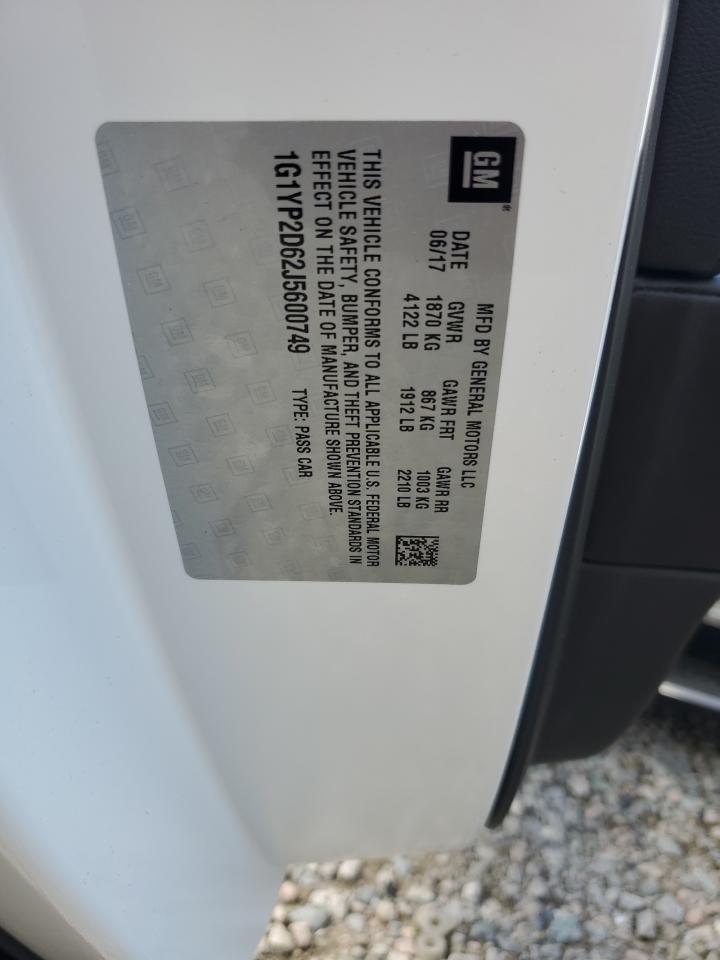 GM
MFD BY GENERAL MOTORS LLC
DATE GVWR GAWR FRT GAWR RR
06/17 1870 KG 867 KG 1003 KG
4122 LB 1912 LB 2210 LB
THIS VEHICLE CONFORMS TO ALL APPLICABLE U.S. FEDERAL MOTOR
VEHICLE SAFETY, BUMPER, AND THEFT PREVENTION STANDARDS IN
EFFECT ON THE DATE OF MANUFACTURE SHOWN ABOVE.
1G1YP2D62J5600749 TYPE: PASS CAR